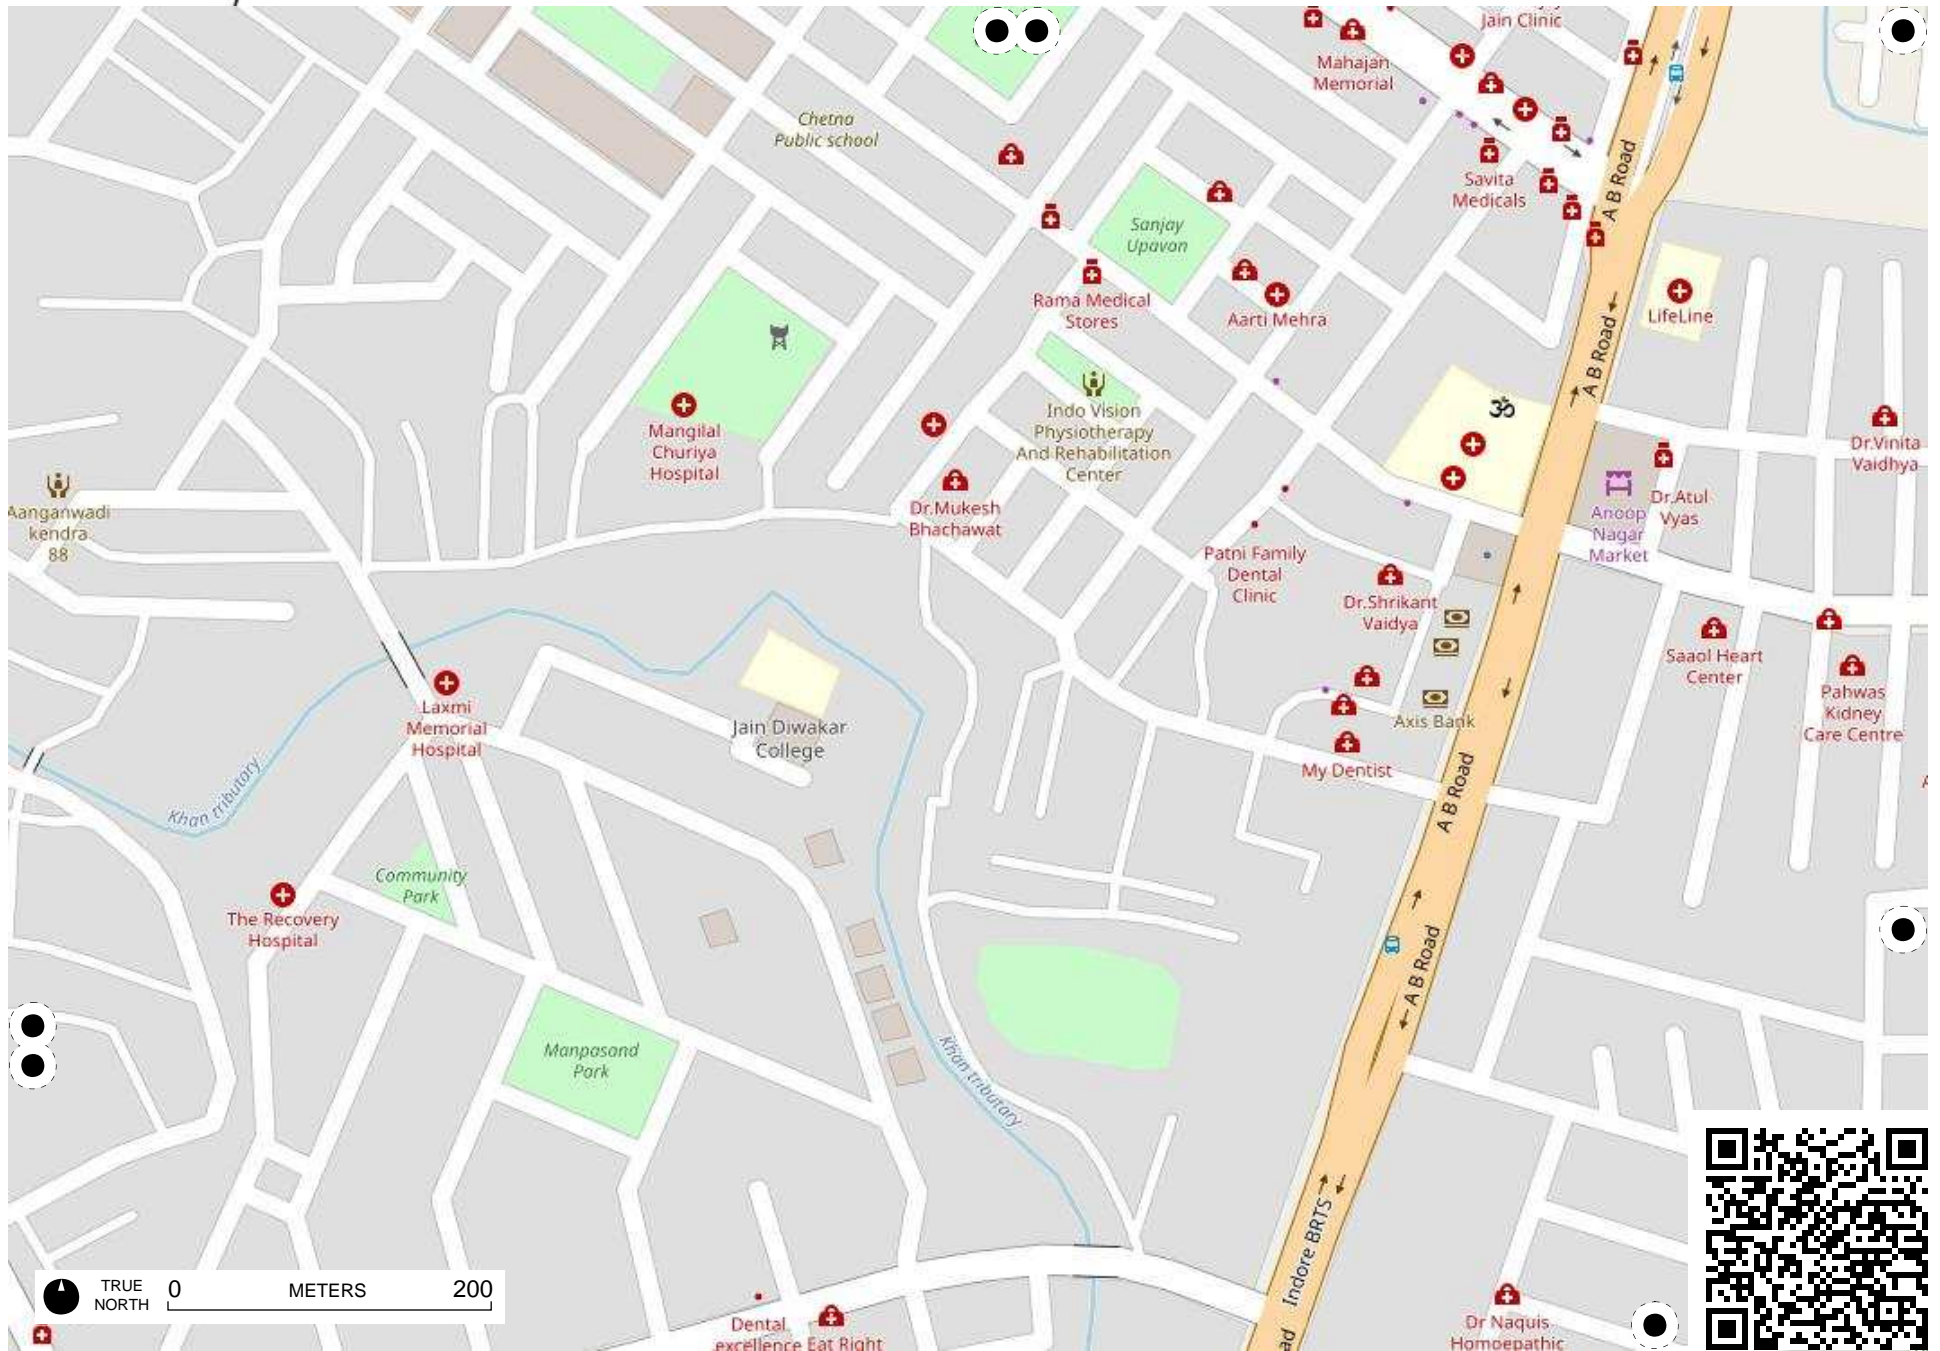 Jain Clinic
Mahajan
Memorial
Chetna
Public school
A B Road
Savita
Medicals
Sanjay
Upavan
Rama Medical
Stores
Aarti Mehra
LifeLine
A B Road
ॐ
Mangilal
Churiya
Hospital
Indo Vision
Physiotherapy
And Rehabilitation
Center
Dr.Vinita
Vaidhya
Aanganwadi
kendra
88
Dr.Mukesh
Bhachawat
Anoop
Nagar
Market
Dr.Atul
Vyas
Patni Family
Dental
Clinic
Dr.Shrikant
Vaidya
Saaol Heart
Center
Pahwas
Kidney
Care Centre
Laxmi
Memorial
Hospital
Jain Diwakar
College
Axis Bank
My Dentist
A B Road
Khan tributary
Community
Park
The Recovery
Hospital
A B Road
Manpasand
Park
Khan tributary
Indore BRTS
TRUE
NORTH
0 METERS 200
Dental
excellence
Eat Right
Dr Naquis
Homoeopathic